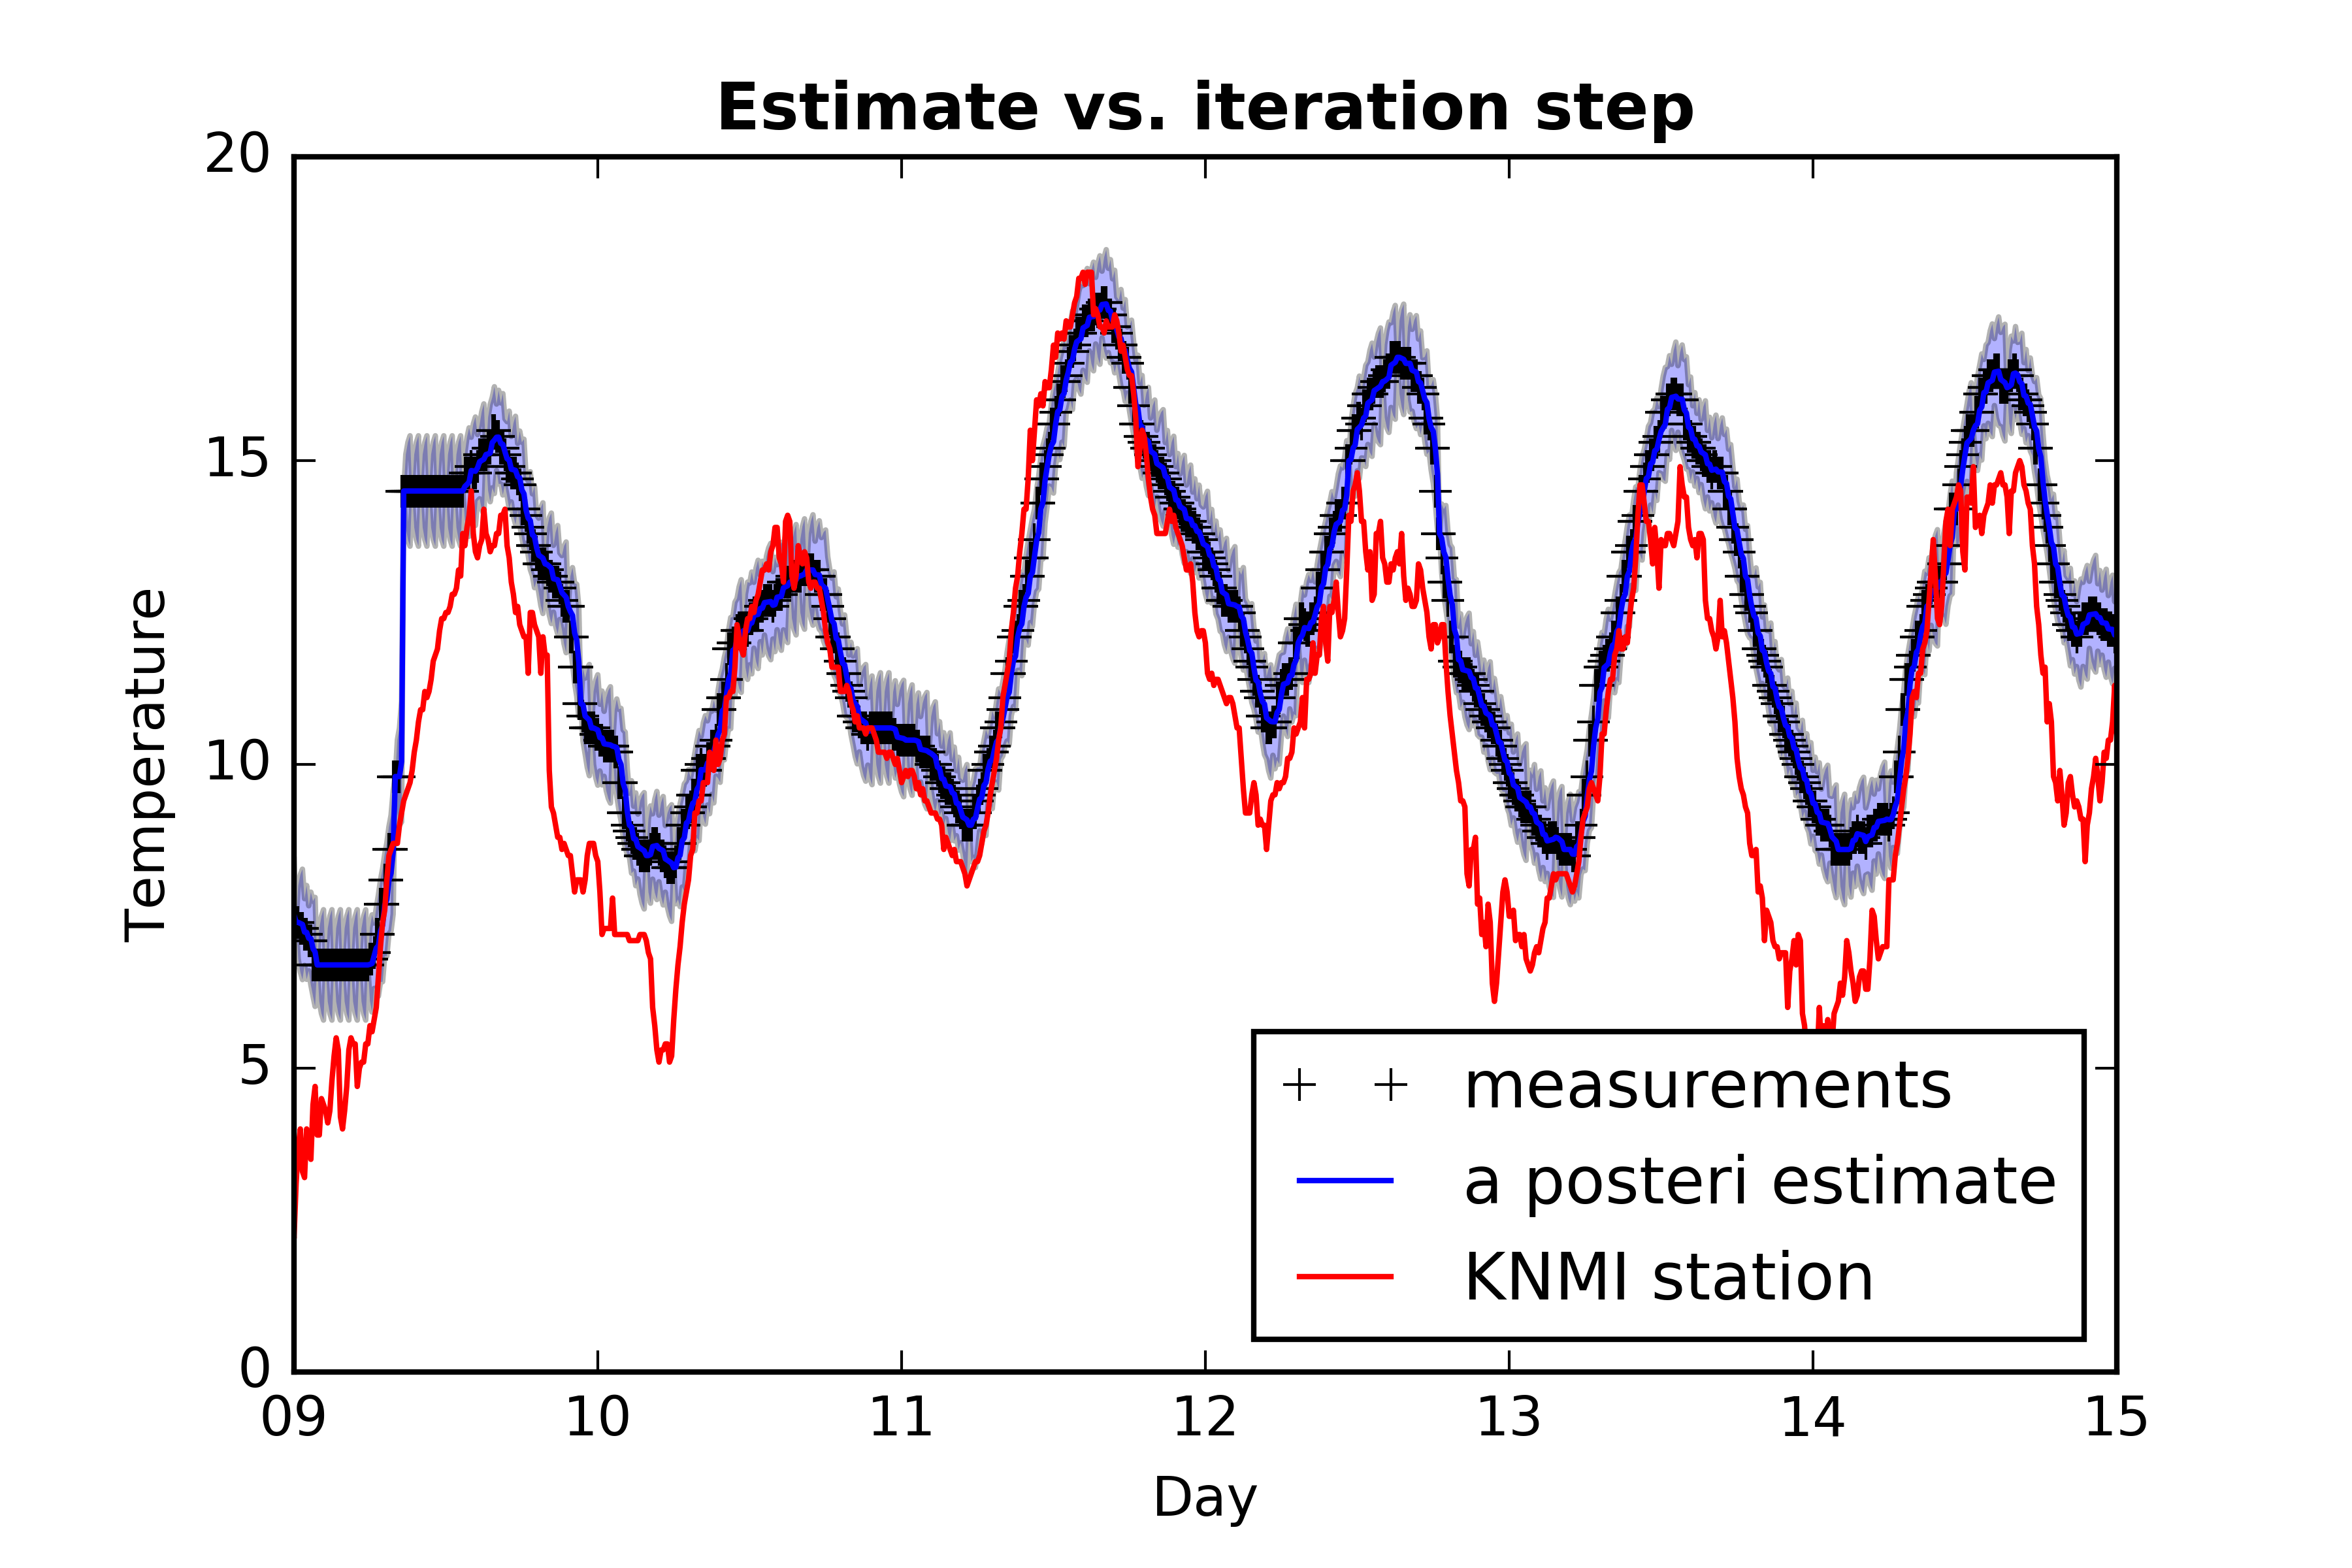 Estimate vs. iteration step
20
15
10
5
0
Temperature
09 10 11 12 13 14 15
Day
measurements
a posteri estimate
KNMI station